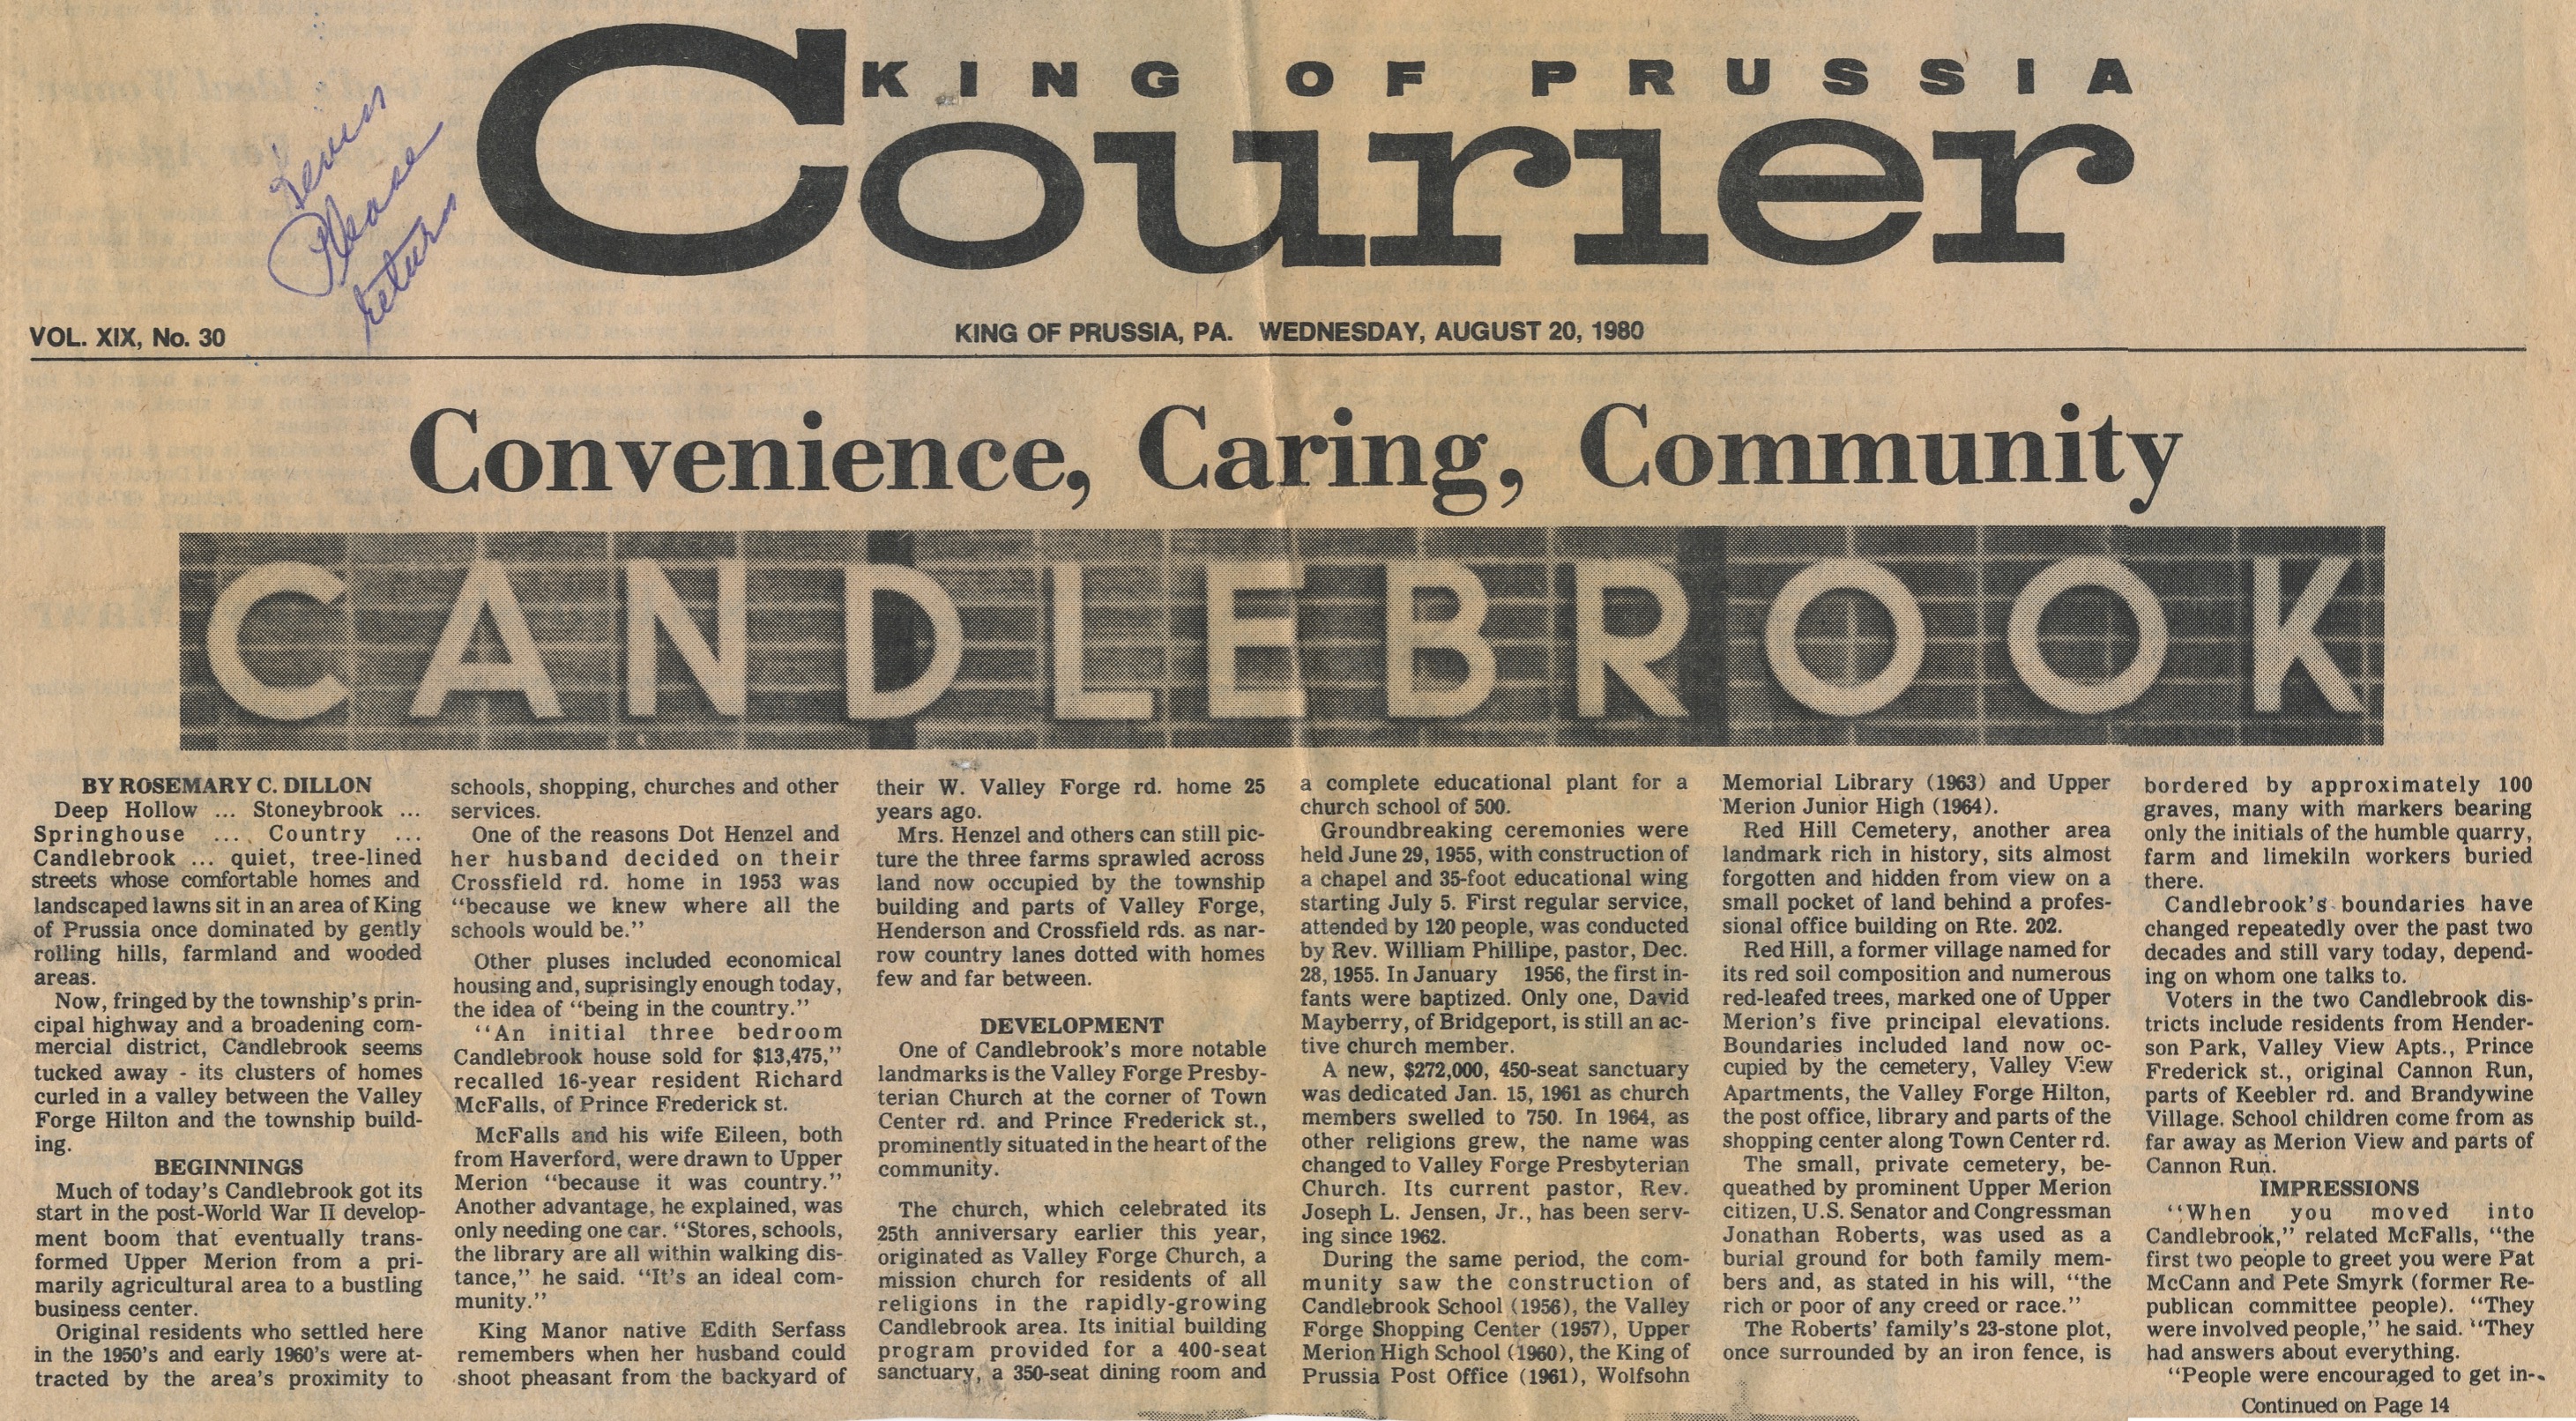 KING OF PRUSSIA
Courier
Please
return
VOL. XIX, No. 30
KING OF PRUSSIA, PA. WEDNESDAY, AUGUST 20, 1980
Convenience, Caring, Community
CANDLEBROOK
BY ROSEMARY C. DILLON
Deep Hollow ... Stoneybrook ...
Springhouse .... Country ...
Candlebrook ... quiet, tree-lined
streets whose comfortable homes and
landscaped lawns sit in an area of King
of Prussia once dominated by gently
rolling hills, farmland and wooded
areas.
Now, fringed by the township's prin-
cipal highway and a broadening com-
mercial district, Candlebrook seems
tucked away - its clusters of homes
curled in a valley between the Valley
Forge Hilton and the township build-
ing.
BEGINNINGS
Much of today's Candlebrook got its
start in the post-World War II develop-
ment boom that eventually trans-
formed Upper Merion from a pri-
marily agricultural area to a bustling
business center.
Original residents who settled here
in the 1950's and early 1960's were at-
tracted by the area's proximity to
schools, shopping, churches and other
services.
One of the reasons Dot Henzel and
her husband decided on their
Crossfield rd. home in 1953 was
"because we knew where all the
schools would be."
Other pluses included economical
housing and, suprisingly enough today,
the idea of "being in the country."
"An initial three bedroom
Candlebrook house sold for $13,475,"
recalled 16-year resident Richard
McFalls, of Prince Frederick st.
McFalls and his wife Eileen, both
from Haverford, were drawn to Upper
Merion "because it was country."
Another advantage, he explained, was
only needing one car. "Stores, schools,
the library are all within walking dis-
tance," he said. "It's an ideal com-
munity."
King Manor native Edith Serfass
remembers when her husband could
shoot pheasant from the backyard of
their W. Valley Forge rd. home 25
years ago.
Mrs. Henzel and others can still pic-
ture the three farms sprawled across
land now occupied by the township
building and parts of Valley Forge,
Henderson and Crossfield rds. as nar-
row country lanes dotted with homes
few and far between.
DEVELOPMENT
One of Candlebrook's more notable
landmarks is the Valley Forge Presby-
terian Church at the corner of Town
Center rd. and Prince Frederick st.,
prominently situated in the heart of the
community.
The church, which celebrated its
25th anniversary earlier this year,
originated as Valley Forge Church, a
mission church for residents of all
religions in the rapidly-growing
Candlebrook area. Its initial building
program provided for a 400-seat
sanctuary, a 350-seat dining room and
a complete educational plant for a
church school of 500.
Groundbreaking ceremonies were
held June 29, 1955, with construction of
a chapel and 35-foot educational wing
starting July 5. First regular service,
attended by 120 people, was conducted
by Rev. William Phillipe, pastor, Dec.
28, 1955. In January 1956, the first in-
fants were baptized. Only one, David
Mayberry, of Bridgeport, is still an ac-
tive church member.
A new, $272,000, 450-seat sanctuary
was dedicated Jan. 15, 1961 as church
members swelled to 750. In 1964, as
other religions grew, the name was
changed to Valley Forge Presbyterian
Church. Its current pastor, Rev.
Joseph L. Jensen, Jr., has been serv-
ing since 1962.
During the same period, the com-
munity saw the construction of
Candlebrook School (1956), the Valley
Forge Shopping Center (1957), Upper
Merion High School (1960), the King of
Prussia Post Office (1961), Wolfsohn
Memorial Library (1963) and Upper
Merion Junior High (1964).
Red Hill Cemetery, another area
landmark rich in history, sits almost
forgotten and hidden from view on a
small pocket of land behind a profes-
sional office building on Rte. 202.
Red Hill, a former village named for
its red soil composition and numerous
red-leafed trees, marked one of Upper
Merion's five principal elevations.
Boundaries included land now oc-
cupied by the cemetery, Valley View
Apartments, the Valley Forge Hilton,
the post office, library and parts of the
shopping center along Town Center rd.
The small, private cemetery, be-
queathed by prominent Upper Merion
citizen, U.S. Senator and Congressman
Jonathan Roberts, was used as a
burial ground for both family mem-
bers and, as stated in his will, "the
rich or poor of any creed or race."
The Roberts' family's 23-stone plot,
once surrounded by an iron fence, is
bordered by approximately 100
graves, many with markers bearing
only the initials of the humble quarry,
farm and limekiln workers buried
there.
Candlebrook's boundaries have
changed repeatedly over the past two
decades and still vary today, depend-
ing on whom one talks to.
Voters in the two Candlebrook dis-
tricts include residents from Hender-
son Park, Valley View Apts., Prince
Frederick st., original Cannon Run,
parts of Keebler rd. and Brandywine
Village. School children come from as
far away as Merion View and parts of
Cannon Run.
IMPRESSIONS
"When you moved into
Candlebrook," related McFalls, "the
first two people to greet you were Pat
McCann and Pete Smyrk (former Re-
publican committee people). "They
were involved people," he said. "They
had answers about everything.
"People were encouraged to get in-
Continued on Page 14